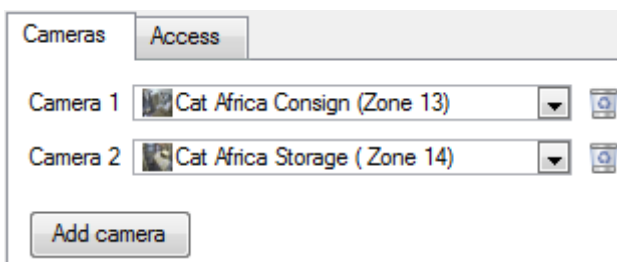 Cameras Access
Camera 1 Cat Africa Consign (Zone 13)
Camera 2 Cat Africa Storage ( Zone 14)
Add camera